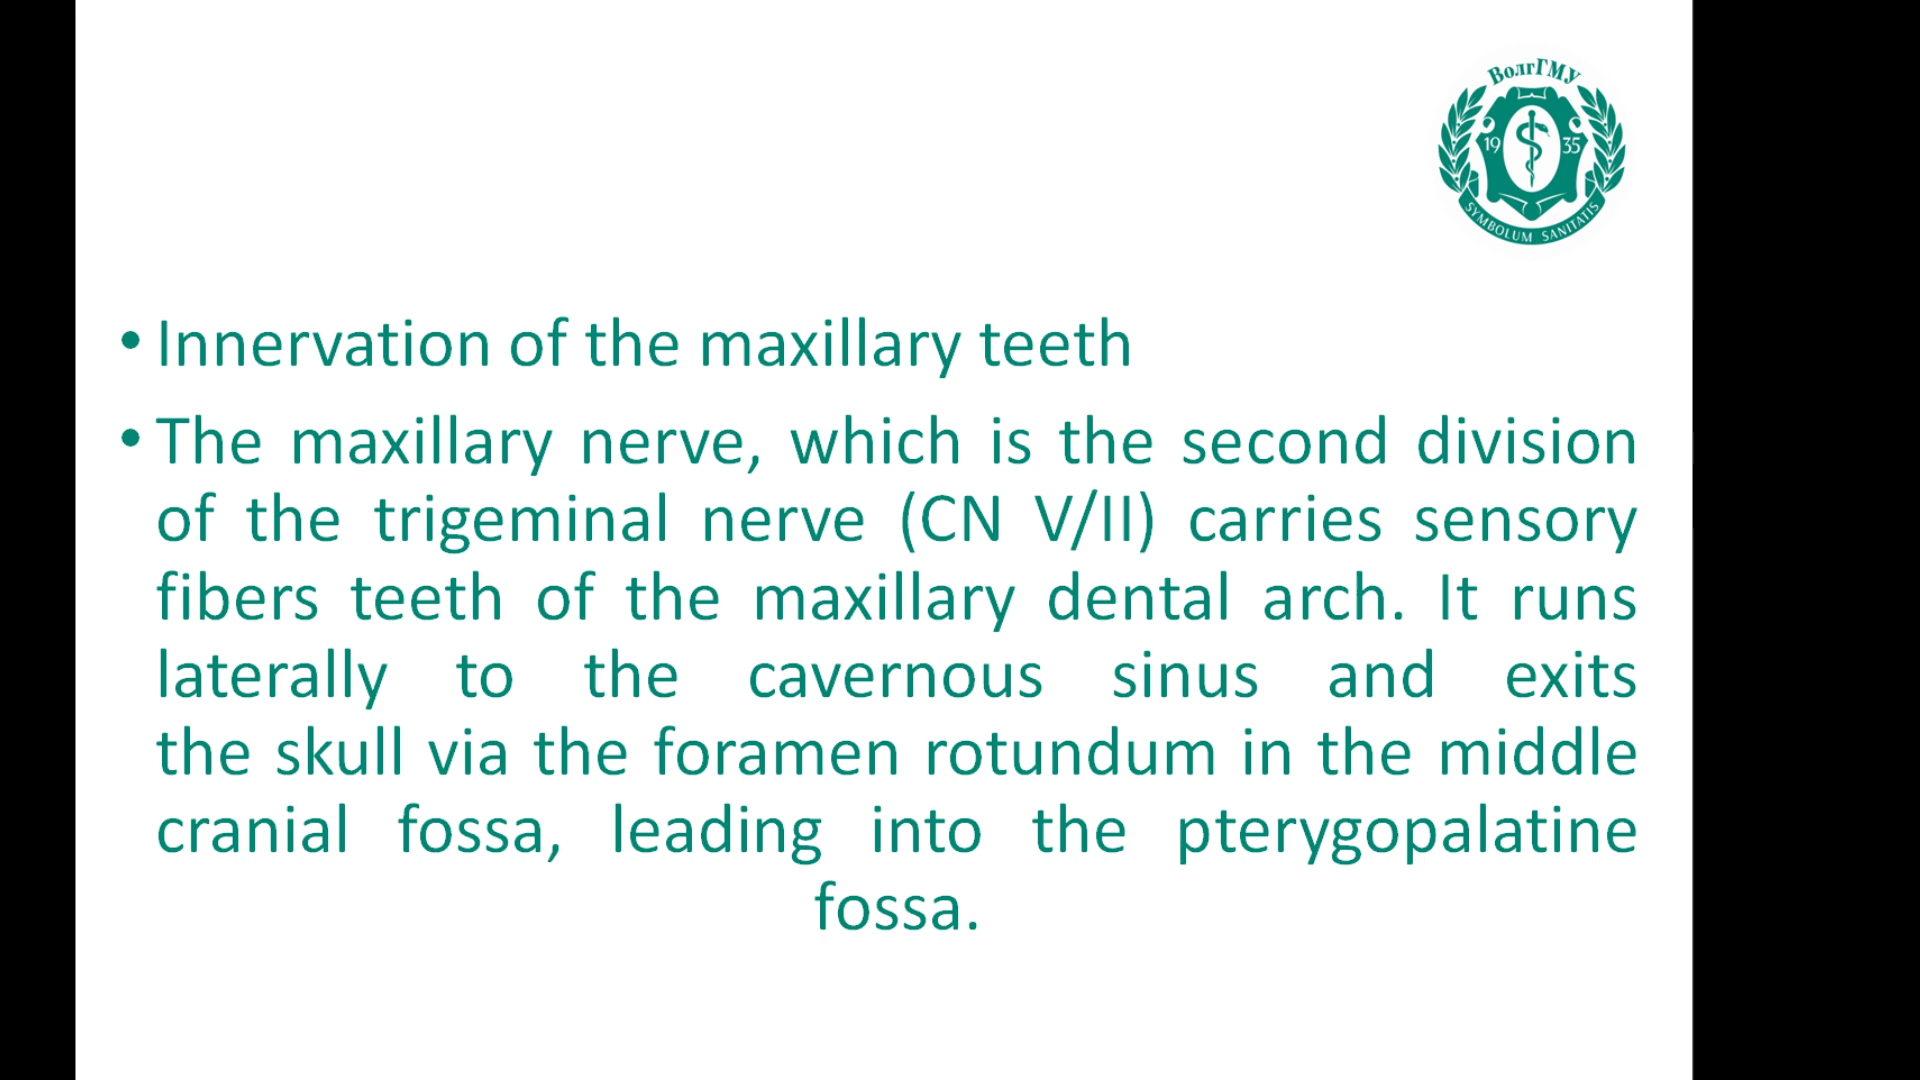 ВолгГМУ
19 35
SYMBOLUM SANITATIS
• Innervation of the maxillary teeth
• The maxillary nerve, which is the second division
of the trigeminal nerve (CN V/II) carries sensory
fibers teeth of the maxillary dental arch. It runs
laterally to the cavernous sinus and exits
the skull via the foramen rotundum in the middle
cranial fossa, leading into the pterygopalatine
fossa.